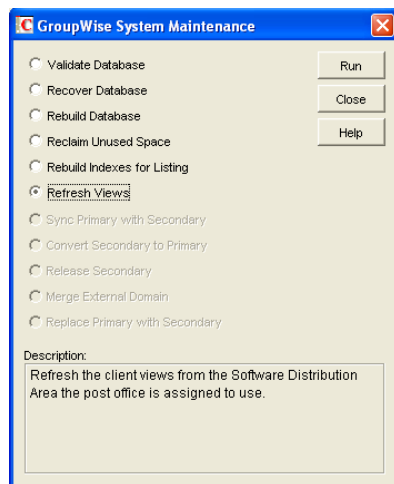 GroupWise System Maintenance
Validate Database
Run
Recover Database
Close
Rebuild Database
Help
Reclaim Unused Space
Rebuild Indexes for Listing
Refresh Views
Sync Primary with Secondary
Convert Secondary to Primary
Release Secondary
Merge External Domain
Replace Primary with Secondary
Description:
Refresh the client views from the Software Distribution
Area the post office is assigned to use.